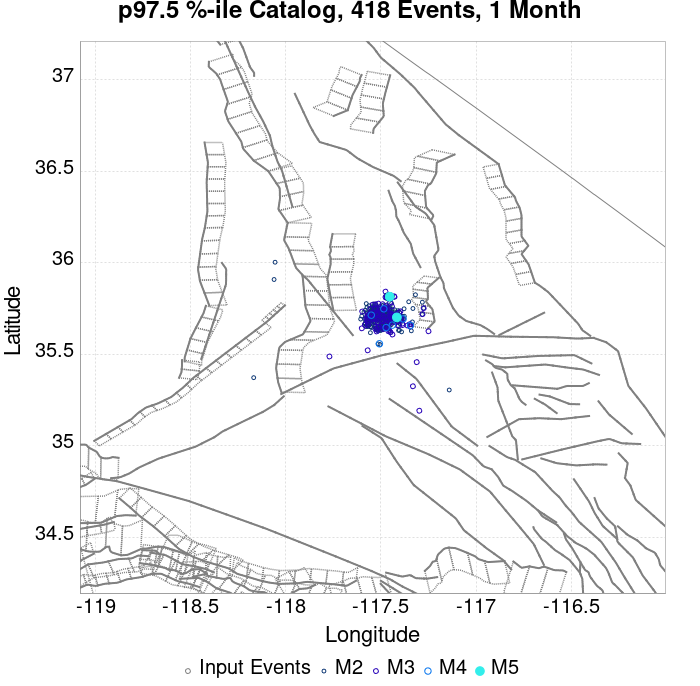 p97.5 %-ile Catalog, 418 Events, 1 Month
Latitude
37
36.5
36
35.5
35
34.5
-119
-118.5
-118
-117.5
-117
-116.5
Longitude
Input Events
M2
M3
M4
M5